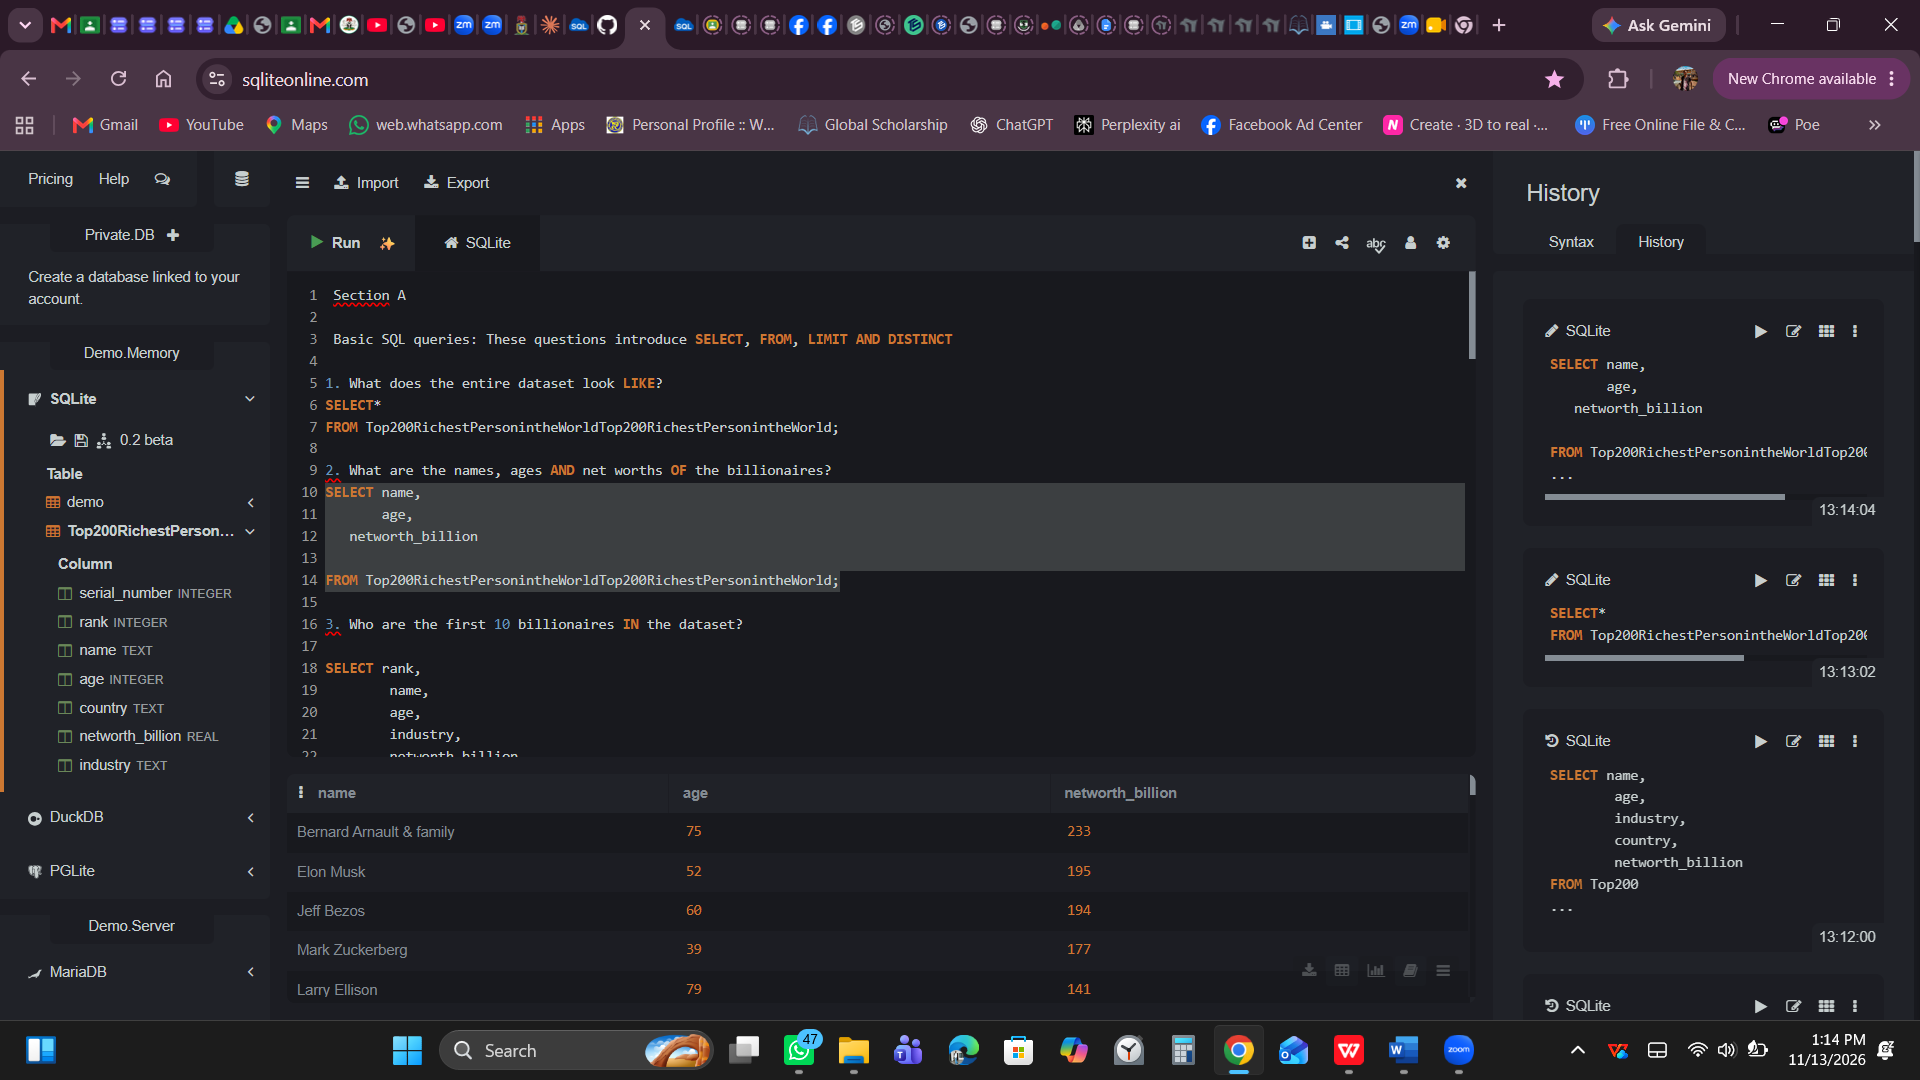 Ask Gemini
sqliteonline.com
New Chrome available
Gmail
YouTube
Maps
web.whatsapp.com
Apps
Personal Profile :: W...
Global Scholarship
ChatGPT
Perplexity ai
Facebook Ad Center
Create · 3D to real ·...
Free Online File & C...
Poe
Pricing
Help
Import
Export
Private.DB
Create a database linked to your
account.
Demo.Memory
SQLite
0.2 beta
Table
demo
Top200RichestPerson...
Column
serial_number INTEGER
rank INTEGER
name TEXT
age INTEGER
country TEXT
networth_billion REAL
industry TEXT
DuckDB
PGLite
Demo.Server
MariaDB
Run
SQLite
abc
1 Section A
2
3 Basic SQL queries: These questions introduce SELECT, FROM, LIMIT AND DISTINCT
4
5 1. What does the entire dataset look LIKE?
6 SELECT*
7 FROM Top200RichestPersonintheWorldTop200RichestPersonintheWorld;
8
9 2. What are the names, ages AND net worths OF the billionaires?
10 SELECT name,
11 age,
12 networth_billion
13
14 FROM Top200RichestPersonintheWorldTop200RichestPersonintheWorld;
15
16 3. Who are the first 10 billionaires IN the dataset?
17
18 SELECT rank,
19 name,
20 age,
21 industry,
22 networth_billion
name age networth_billion
Bernard Arnault & family 75 233
Elon Musk 52 195
Jeff Bezos 60 194
Mark Zuckerberg 39 177
Larry Ellison 79 141
History
Syntax
History
SQLite
SELECT name,
age,
networth_billion
FROM Top200RichestPersonintheWorldTop200
...
13:14:04
SQLite
SELECT*
FROM Top200RichestPersonintheWorldTop200
13:13:02
SQLite
SELECT name,
age,
industry,
country,
networth_billion
FROM Top200
...
13:12:00
SQLite
Search
47
zoom
1:14 PM
11/13/2026